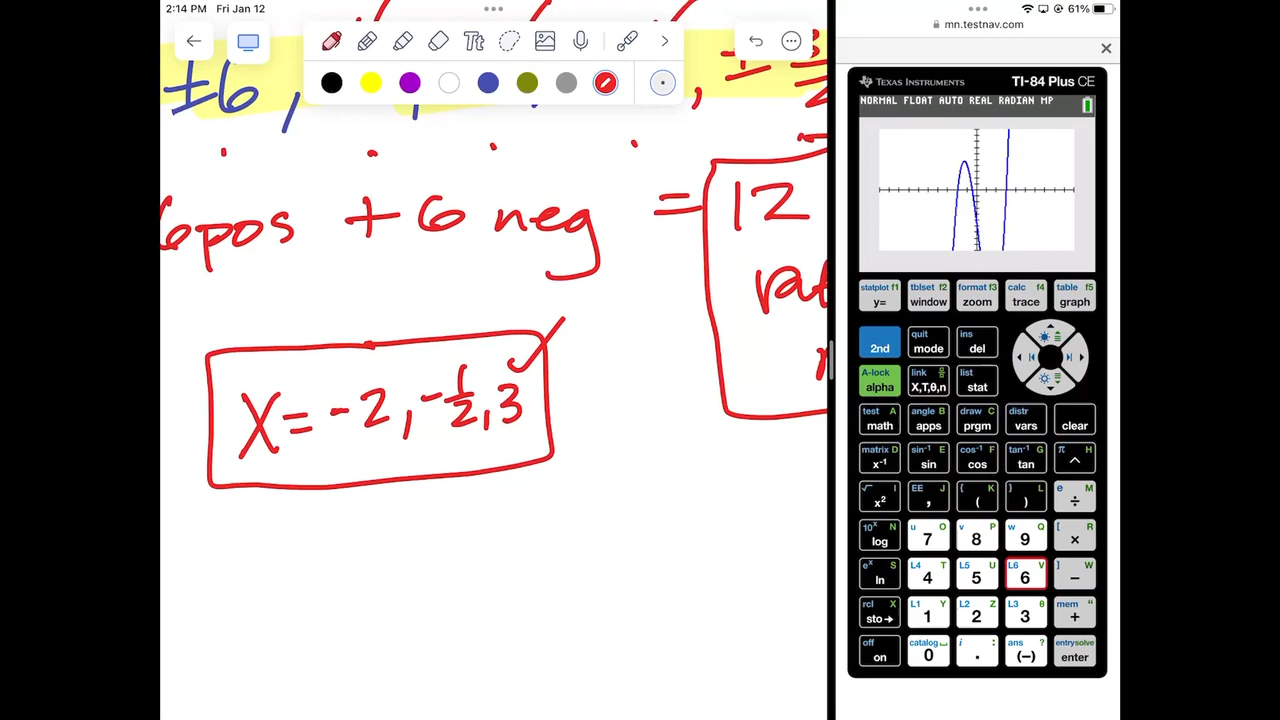 2:14 PM Fri Jan 12
61%
mn.testnav.com
Tt
±6 ,
6pos + 6 neg = 12
X = -2, -1/2, 3 ✓
TEXAS INSTRUMENTS TI-84 Plus CE
NORMAL FLOAT AUTO REAL RADIAN MP
statplot f1 tblset f2 format f3 calc f4 table f5
y= window zoom trace graph
quit ins
2nd mode del
A-lock link list
alpha X,T,θ,n stat
test A angle B draw C distr
math apps prgm vars clear
matrix D sin⁻¹ E cos⁻¹ F tan⁻¹ G π H
x⁻¹ sin cos tan ^
√ I EE J { K } L e M
x² , ( ) ÷
10ˣ N u O v P w Q [ R
log 7 8 9 ×
eˣ S L4 T L5 U L6 V ] W
ln 4 5 6 −
rcl X L1 Y L2 Z L3 θ mem "
sto→ 1 2 3 +
off catalog i : ans ? entry solve
on 0 . (−) enter